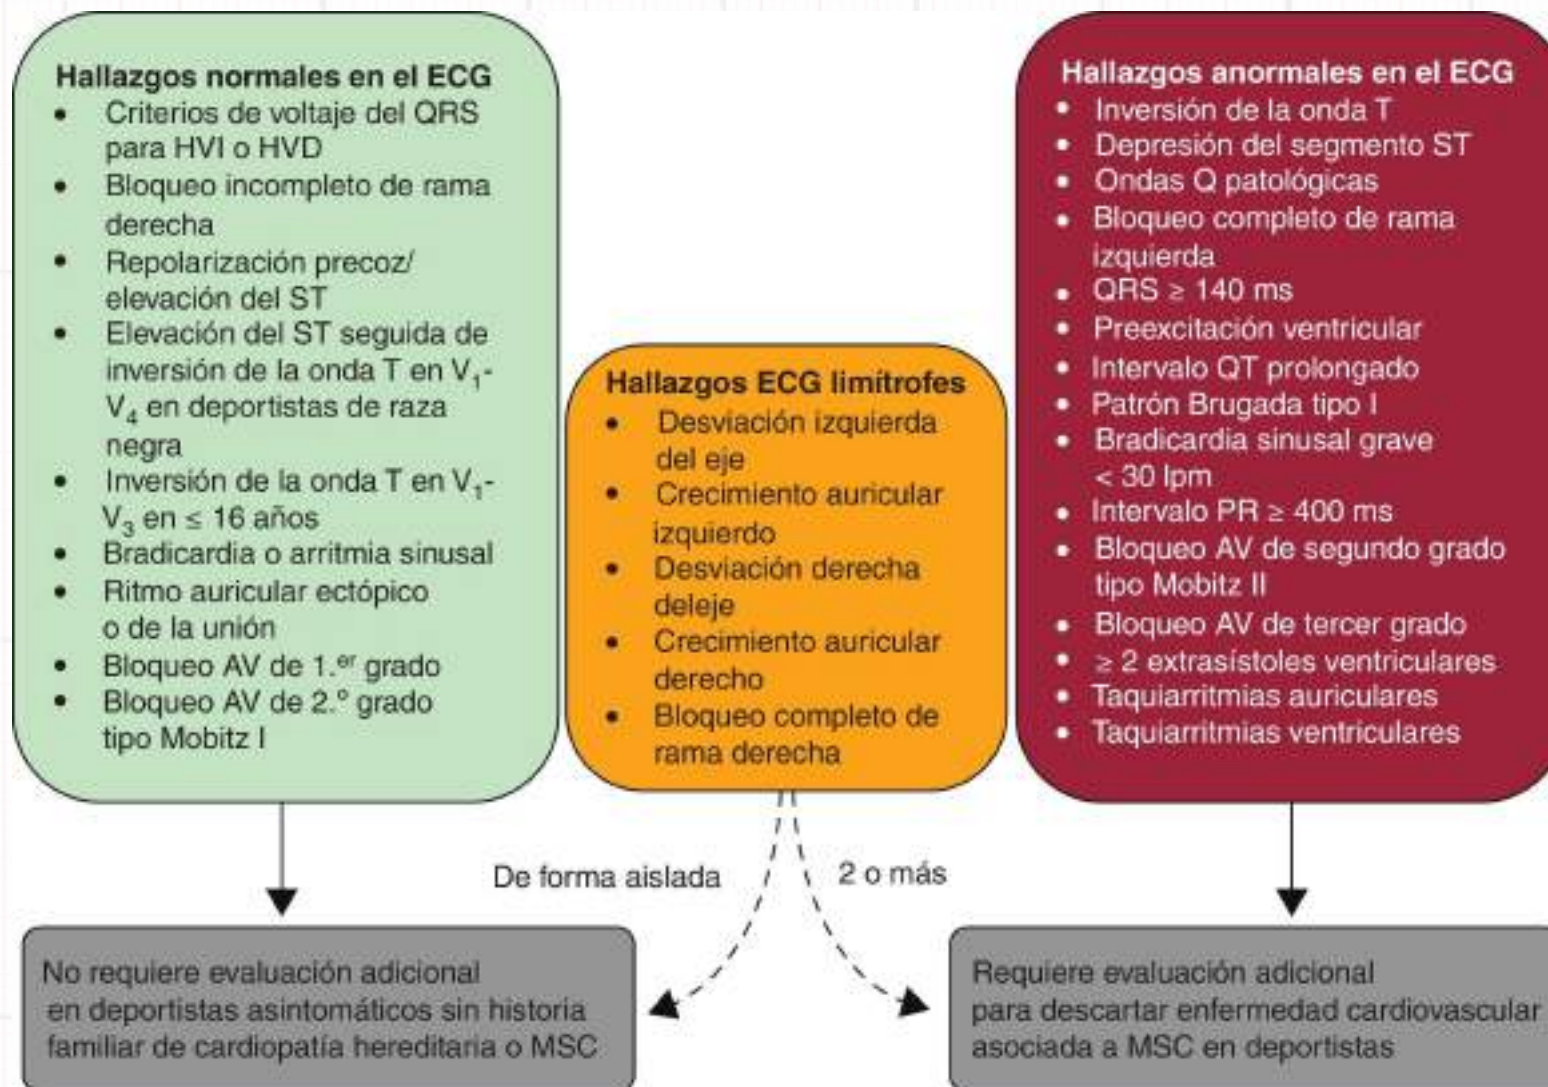 Hallazgos normales en el ECG
• Criterios de voltaje del QRS
para HVI o HVD
• Bloqueo incompleto de rama
derecha
• Repolarización precoz/
elevación del ST
• Elevación del ST seguida de
inversión de la onda T en V1-
V4 en deportistas de raza
negra
• Inversión de la onda T en V1-
V3 en ≤ 16 años
• Bradicardia o arritmia sinusal
• Ritmo auricular ectópico
o de la unión
• Bloqueo AV de 1.er grado
• Bloqueo AV de 2.º grado
tipo Mobitz I
Hallazgos ECG limítrofes
• Desviación izquierda
del eje
• Crecimiento auricular
izquierdo
• Desviación derecha
deleje
• Crecimiento auricular
derecho
• Bloqueo completo de
rama derecha
Hallazgos anormales en el ECG
• Inversión de la onda T
• Depresión del segmento ST
• Ondas Q patológicas
• Bloqueo completo de rama
izquierda
• QRS ≥ 140 ms
• Preexcitación ventricular
• Intervalo QT prolongado
• Patrón Brugada tipo I
• Bradicardia sinusal grave
< 30 lpm
• Intervalo PR ≥ 400 ms
• Bloqueo AV de segundo grado
tipo Mobitz II
• Bloqueo AV de tercer grado
• ≥ 2 extrasístoles ventriculares
• Taquiarritmias auriculares
• Taquiarritmias ventriculares
De forma aislada
2 o más
No requiere evaluación adicional
en deportistas asintomáticos sin historia
familiar de cardiopatía hereditaria o MSC
Requiere evaluación adicional
para descartar enfermedad cardiovascular
asociada a MSC en deportistas